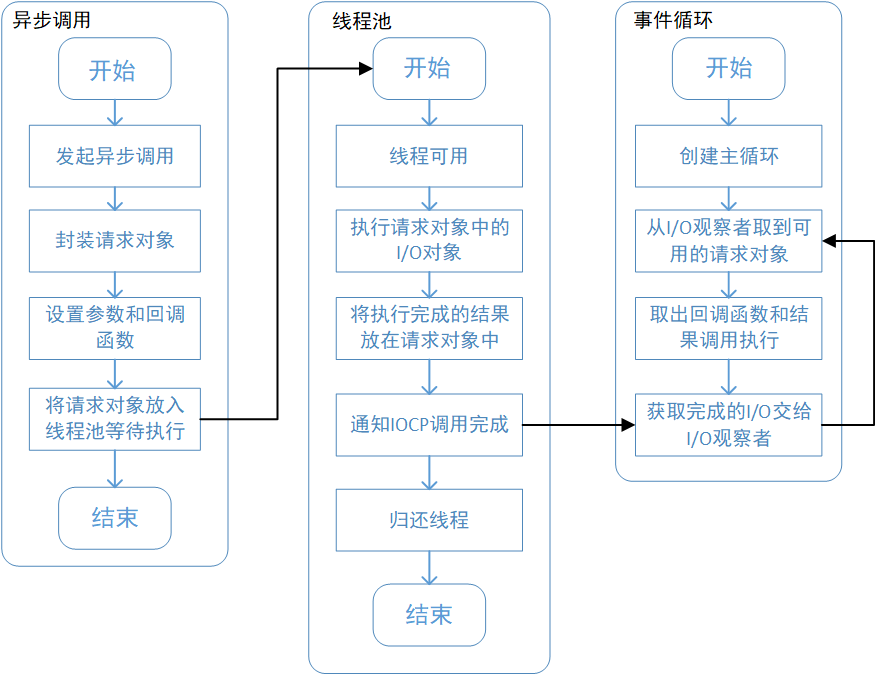 异步调用
开始
发起异步调用
封装请求对象
设置参数和回调
函数
将请求对象放入
线程池等待执行
结束
线程池
开始
线程可用
执行请求对象中的
I/O对象
将执行完成的结果
放在请求对象中
通知IOCP调用完成
归还线程
结束
事件循环
开始
创建主循环
从I/O观察者取到可
用的请求对象
取出回调函数和结
果调用执行
获取完成的I/O交给
I/O观察者